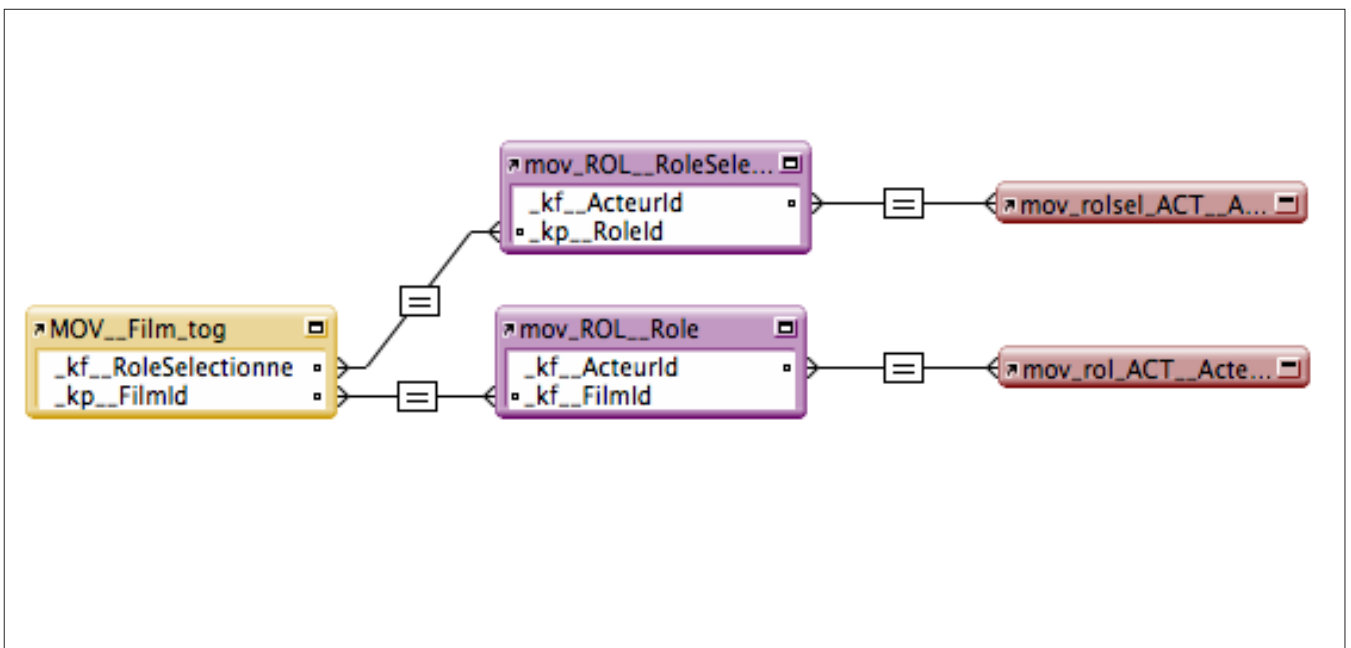 mov_ROL__RoleSele...
_kf__ActeurId
_kp__RoleId
=
mov_rolsel_ACT__A...
=
MOV__Film_tog
_kf__RoleSelectionne
_kp__FilmId
=
mov_ROL__Role
_kf__ActeurId
_kf__FilmId
=
mov_rol_ACT__Acte...